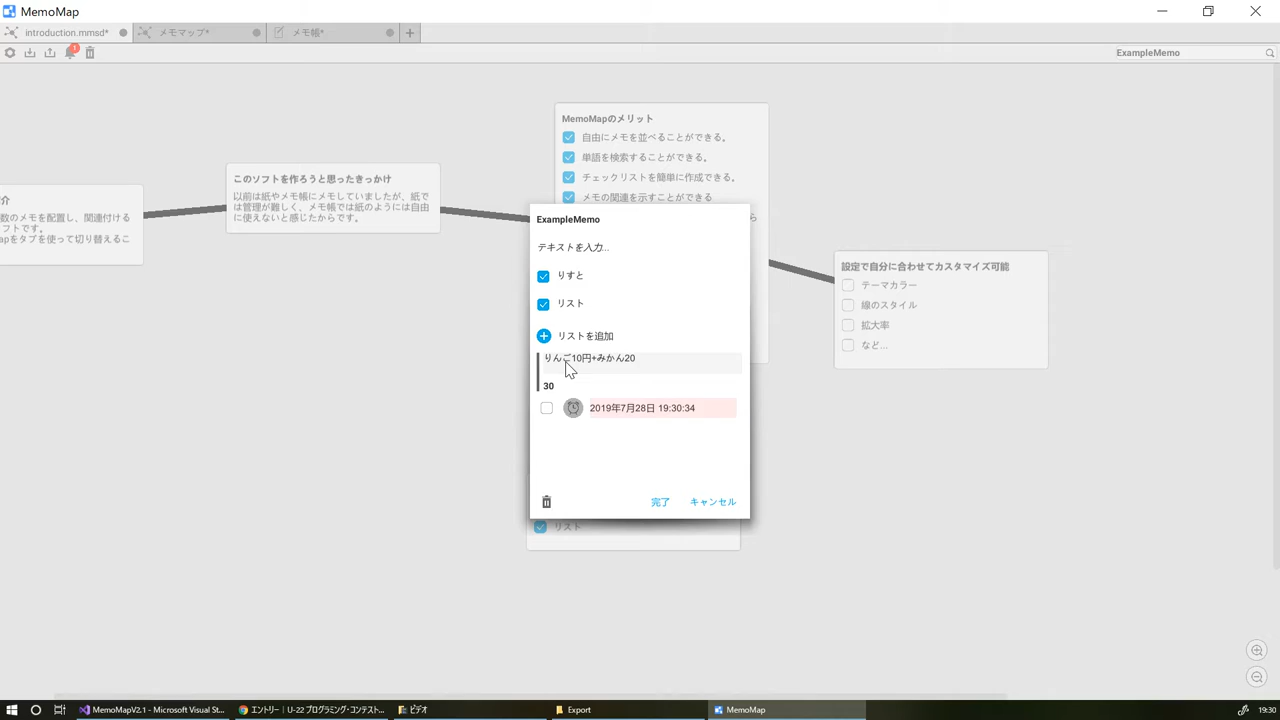 MemoMap
introduction.mmsd*
メモマップ*
メモ帳*
+
1
ExampleMemo
介
数のメモを配置し、関連付ける
フトです。
apをタブを使って切り替えるこ
このソフトを作ろうと思ったきっかけ
以前は紙やメモ帳にメモしていましたが、紙で
は管理が難しく、メモ帳では紙のようには自由
に使えないと感じたからです。
MemoMapのメリット
自由にメモを並べることができる。
単語を検索することができる。
チェックリストを簡単に作成できる。
メモの関連を示すことができる
ら
ExampleMemo
テキストを入力...
りすと
リスト
リストを追加
りんご10円+みかん20
30
2019年7月28日 19:30:34
完了
キャンセル
リスト
設定で自分に合わせてカスタマイズ可能
テーマカラー
線のスタイル
拡大率
など...
MemoMapV2.1 - Microsoft Visual St...
エントリー | U-22 プログラミング・コンテスト...
ビデオ
Export
MemoMap
19:30